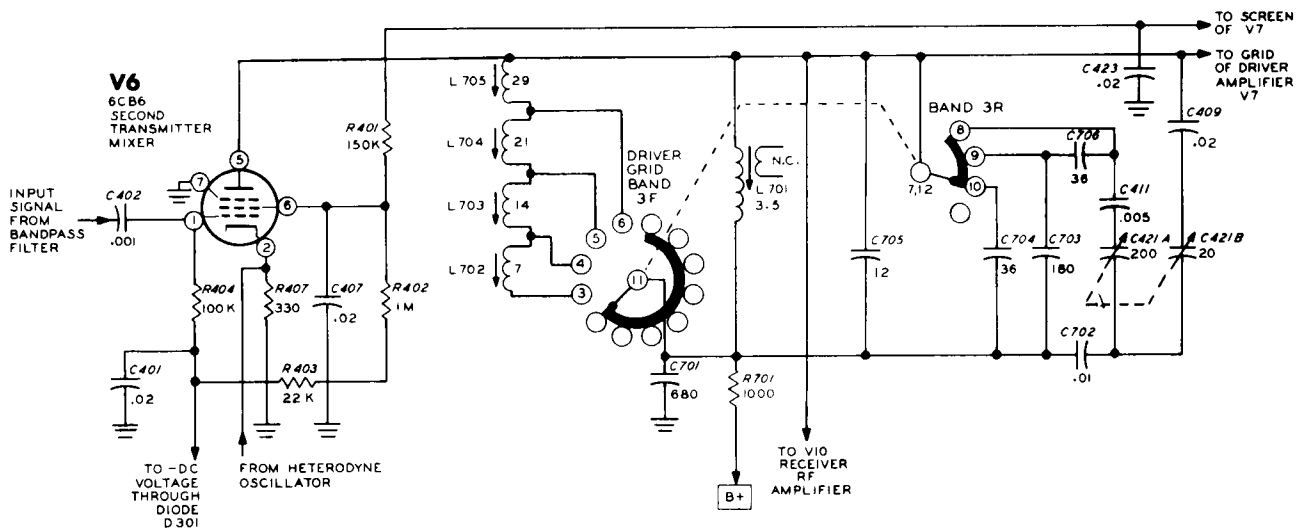 TO SCREEN
OF V7
TO GRID
OF DRIVER
AMPLIFIER
V7
C423
.02
C409
.02
V6
6CB6
SECOND
TRANSMITTER
MIXER
R401
150K
L705
29
L704
21
L703
14
L702
7
DRIVER
GRID
BAND
3F
N.C.
L701
3.5
BAND 3R
8
9
10
7,12
C706
36
C411
.005
C421A
200
C421B
20
C705
12
C704
36
C703
180
C702
.01
INPUT
SIGNAL
FROM
BANDPASS
FILTER
C402
.001
5
7
1
6
2
R404
100K
R407
330
C407
.02
R402
1M
6
5
4
3
11
C401
.02
R403
22K
C701
680
R701
1000
TO -DC
VOLTAGE
THROUGH
DIODE
D301
FROM HETERODYNE
OSCILLATOR
B+
TO V10
RECEIVER
RF
AMPLIFIER